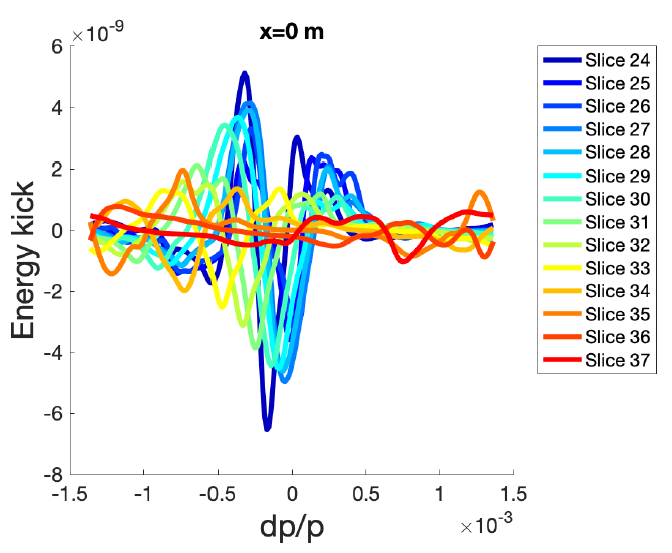 ×10⁻⁹
x=0 m
6
4
2
0
-2
-4
-6
-8
Energy kick
-1.5
-1
-0.5
0
0.5
1
1.5
dp/p
×10⁻³
Slice 24
Slice 25
Slice 26
Slice 27
Slice 28
Slice 29
Slice 30
Slice 31
Slice 32
Slice 33
Slice 34
Slice 35
Slice 36
Slice 37